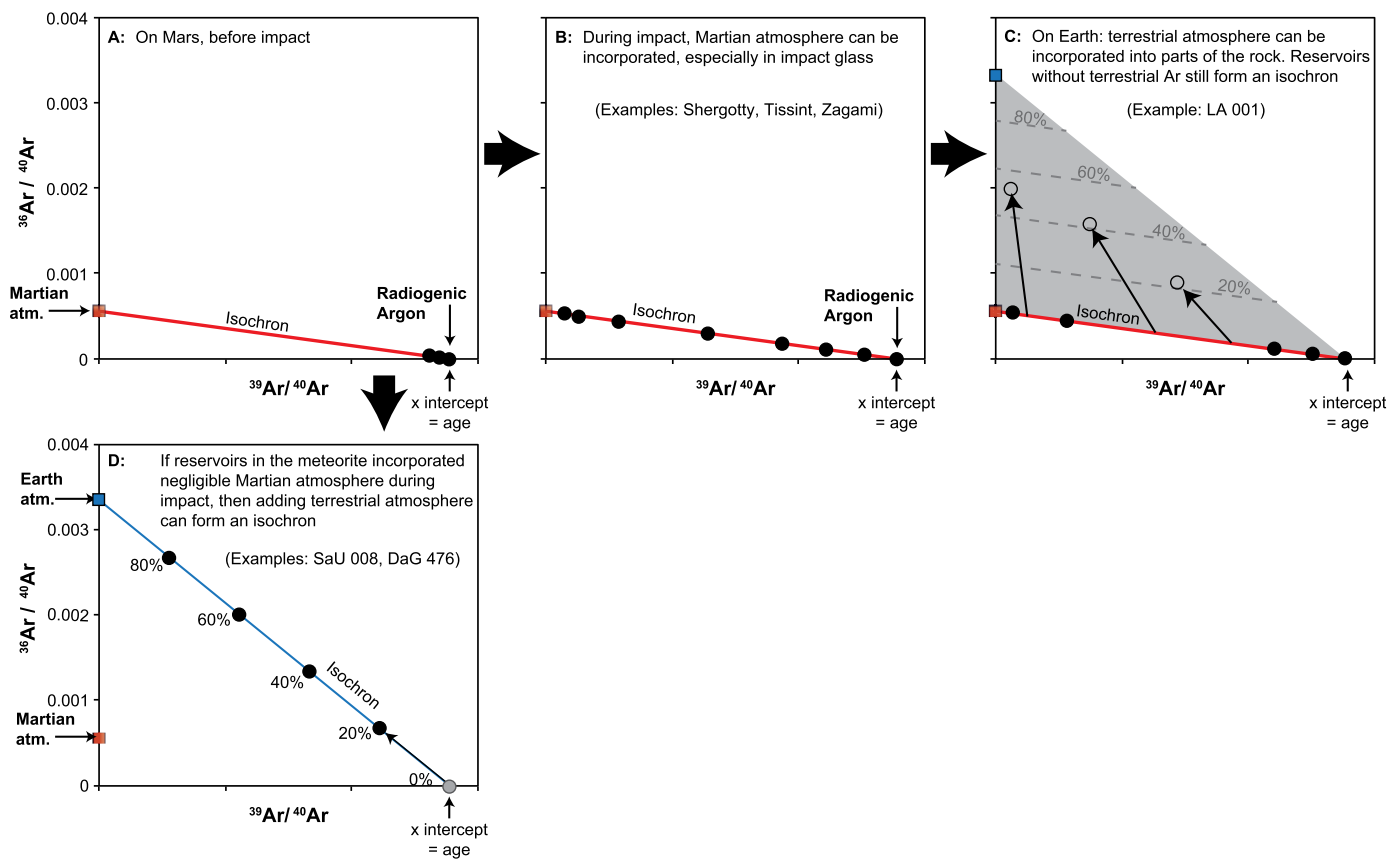 A: On Mars, before impact
0.004
0.003
0.002
0.001
0
36Ar / 40Ar
Martian
atm.
Isochron
Radiogenic
Argon
39Ar/ 40Ar
x intercept
= age
B: During impact, Martian atmosphere can be
incorporated, especially in impact glass
(Examples: Shergotty, Tissint, Zagami)
Isochron
Radiogenic
Argon
39Ar/ 40Ar
x intercept
= age
C: On Earth: terrestrial atmosphere can be
incorporated into parts of the rock. Reservoirs
without terrestrial Ar still form an isochron
(Example: LA 001)
80%
60%
40%
20%
Isochron
39Ar/ 40Ar
x intercept
= age
D: If reservoirs in the meteorite incorporated
negligible Martian atmosphere during
impact, then adding terrestrial atmosphere
can form an isochron
(Examples: SaU 008, DaG 476)
0.004
0.003
0.002
0.001
0
36Ar / 40Ar
Earth
atm.
Martian
atm.
80%
60%
40%
20%
0%
Isochron
39Ar/ 40Ar
x intercept
= age